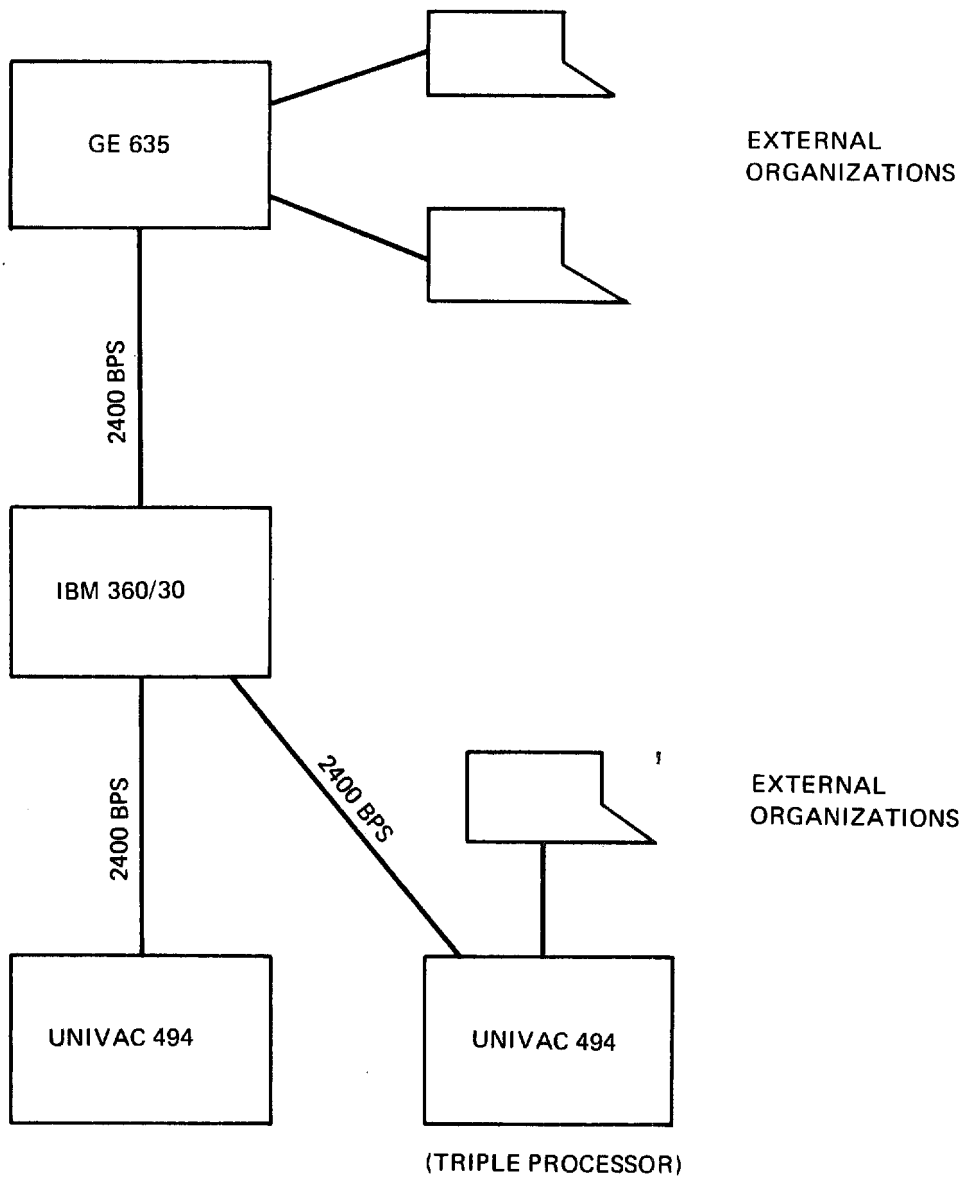 GE 635
EXTERNAL
ORGANIZATIONS
2400 BPS
IBM 360/30
2400 BPS
2400 BPS
EXTERNAL
ORGANIZATIONS
UNIVAC 494
UNIVAC 494
(TRIPLE PROCESSOR)